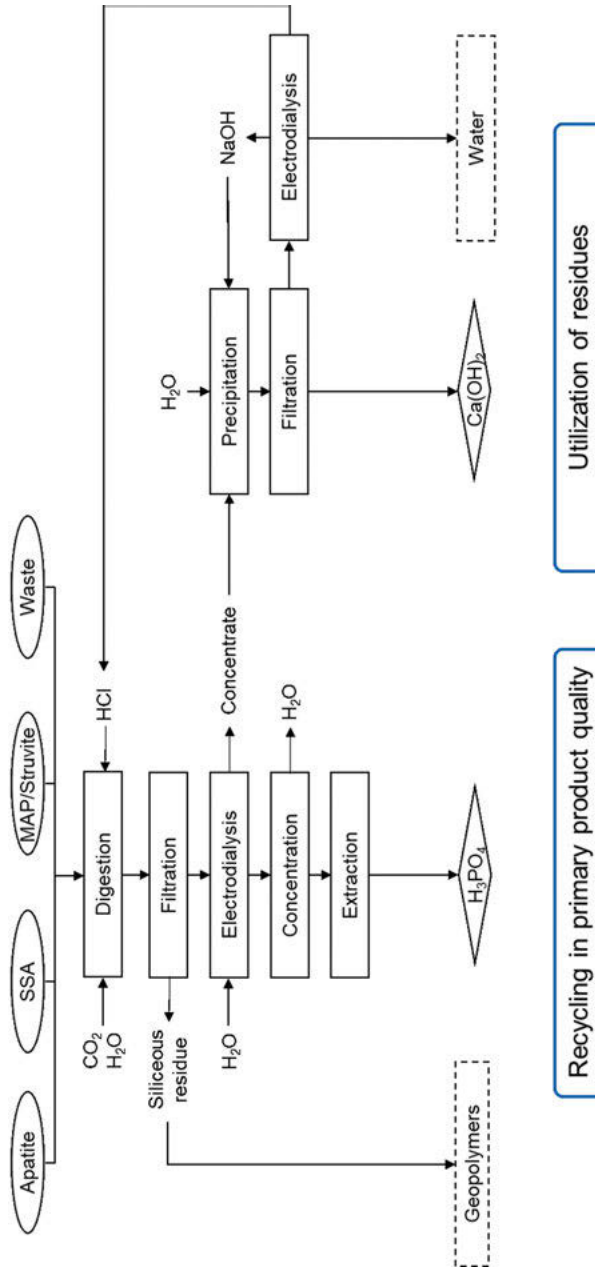 Apatite
SSA
MAP/Struvite
Waste
CO₂
H₂O
Digestion
HCl
Filtration
Siliceous
residue
H₂O
Electrodialysis
Concentrate
Concentration
H₂O
Extraction
H₂O
Precipitation
NaOH
Filtration
Electrodialysis
Geopolymers
H₃PO₄
Ca(OH)₂
Water
Recycling in primary product quality
Utilization of residues